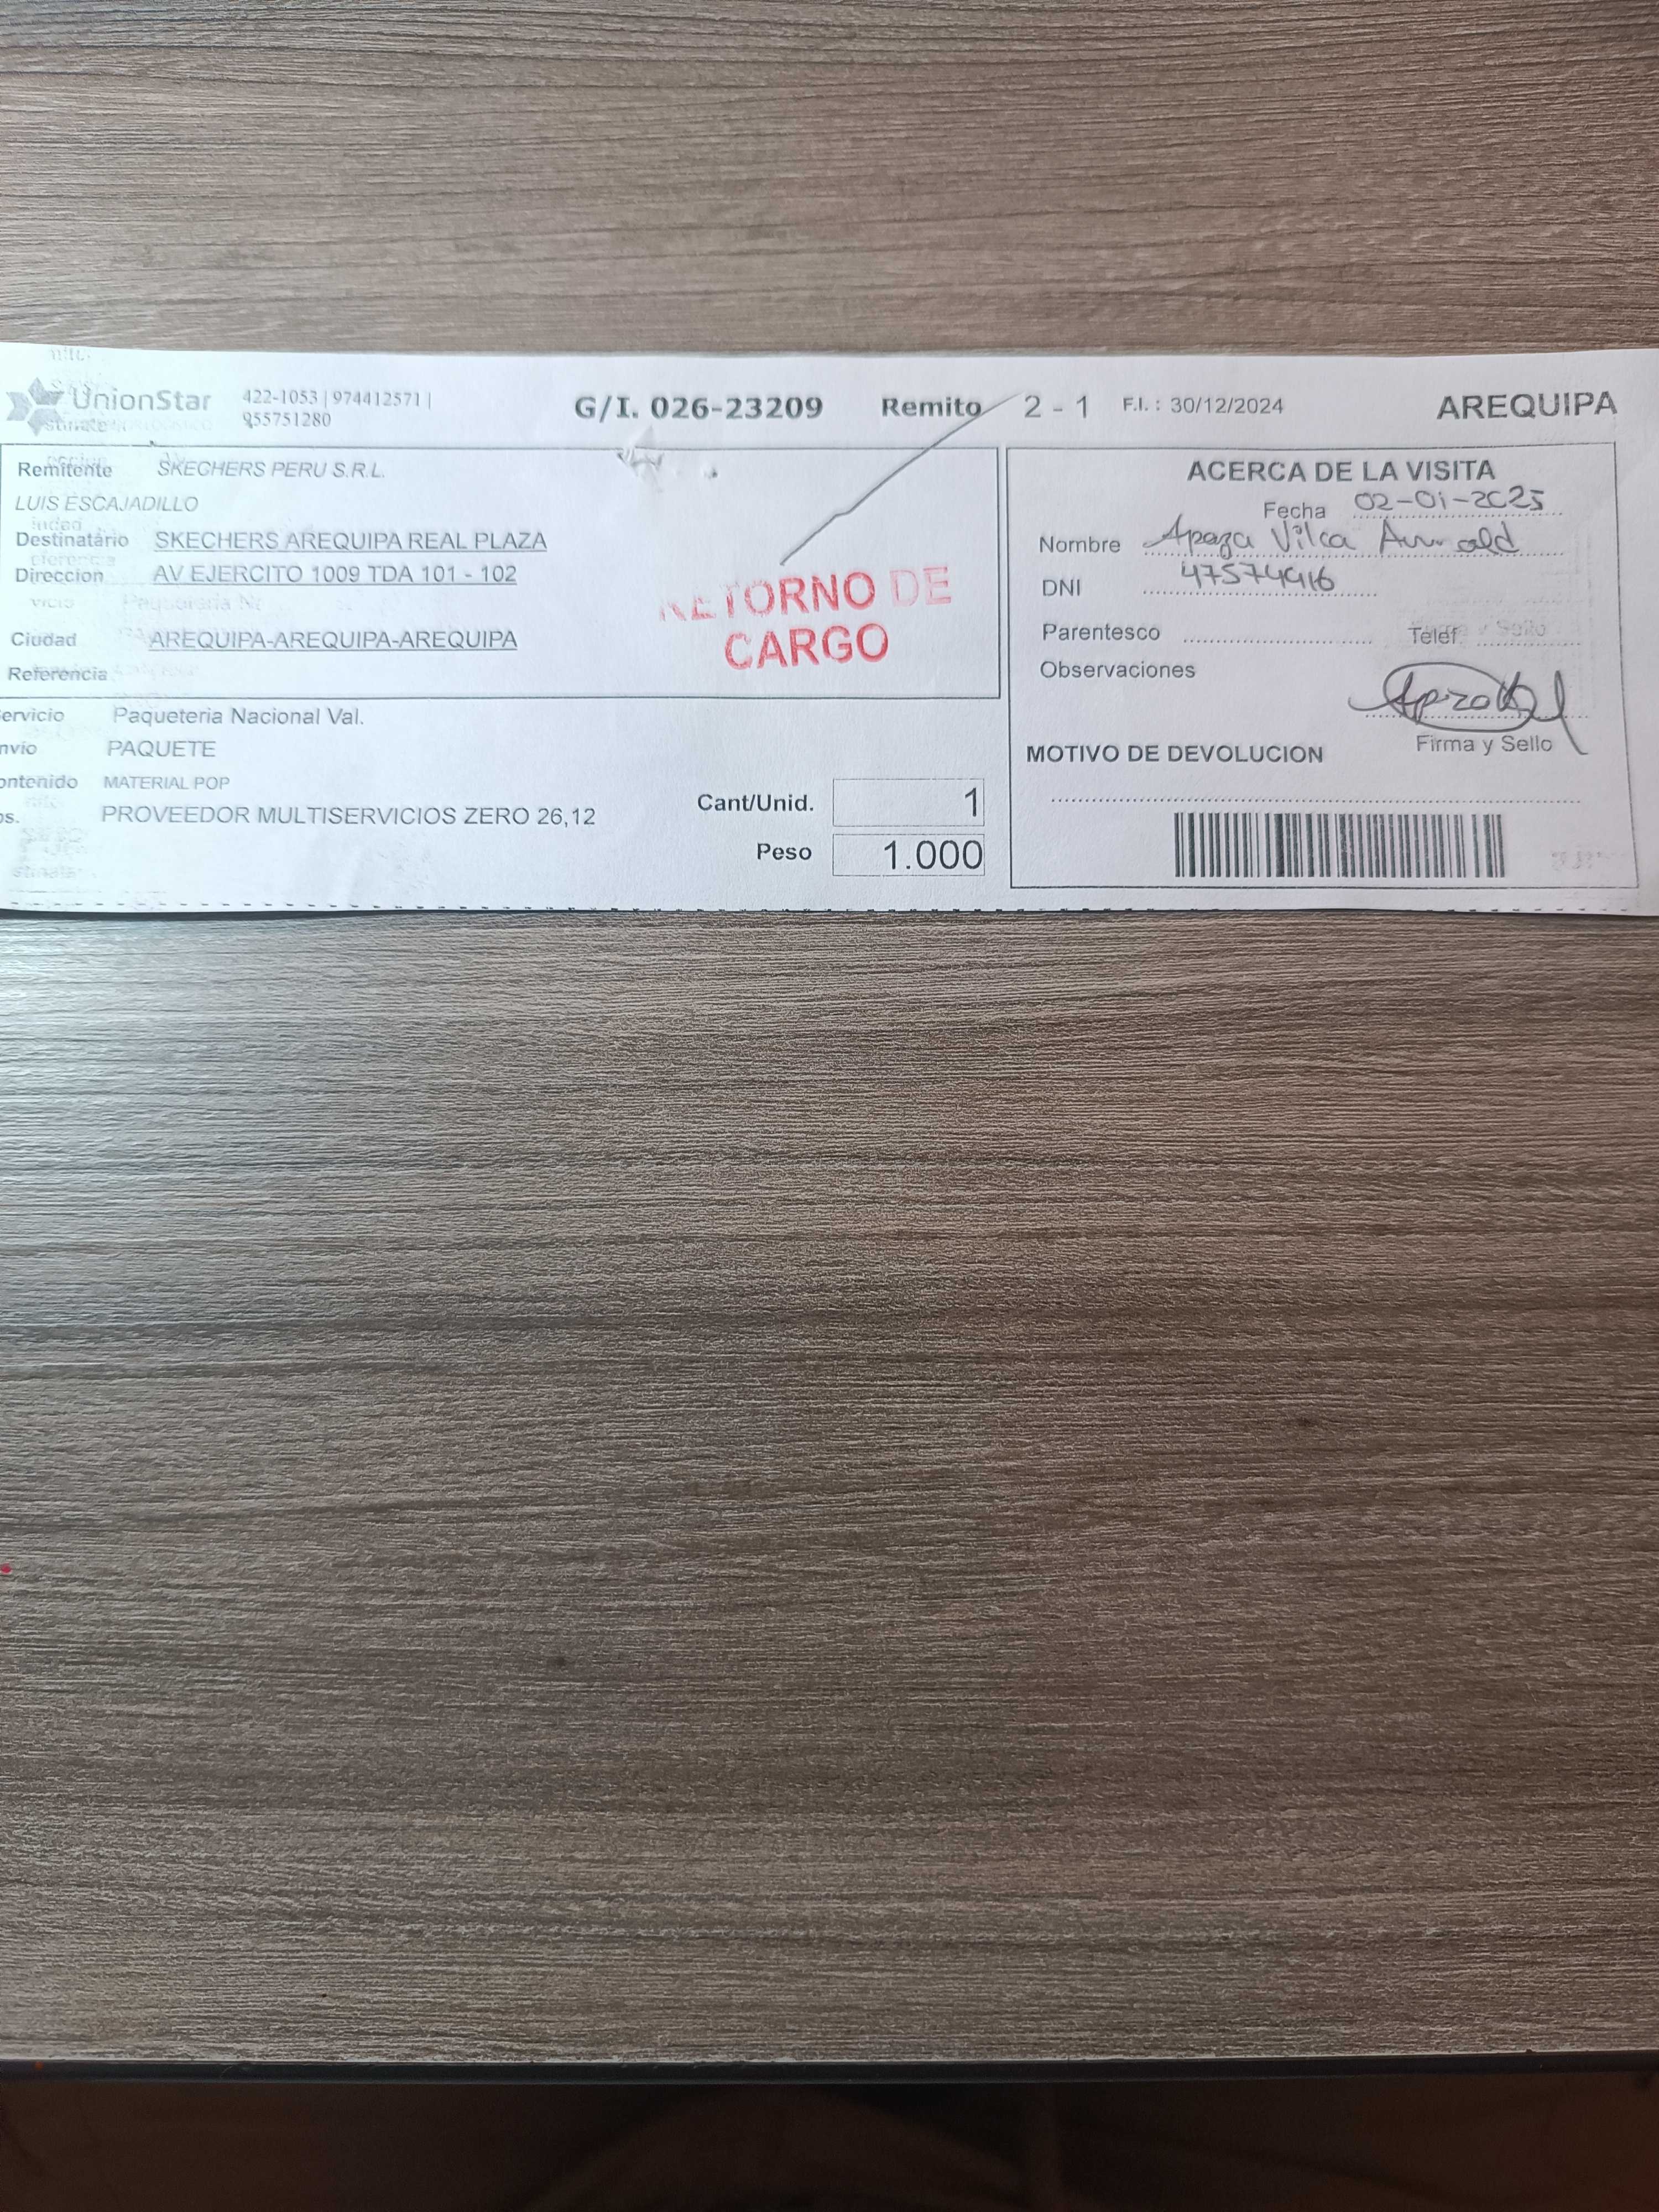 UnionStar 422-1053 | 974412571 | 955751280 G/I. 026-23209 Remito 2 - 1 F.I. : 30/12/2024 AREQUIPA
Remitente SKECHERS PERU S.R.L.
LUIS ESCAJADILLO
Destinatário SKECHERS AREQUIPA REAL PLAZA
Direccion AV EJERCITO 1009 TDA 101 - 102
Ciudad AREQUIPA-AREQUIPA-AREQUIPA
Referencia
RETORNO DE
CARGO
ervicio Paqueteria Nacional Val.
nvio PAQUETE
ontenido MATERIAL POP
os. PROVEEDOR MULTISERVICIOS ZERO 26,12
Cant/Unid. 1
Peso 1.000
ACERCA DE LA VISITA
Fecha 02-01-2025
Nombre Apaza Vilca
DNI 47574416
Parentesco Telef.
Observaciones
Firma y Sello
MOTIVO DE DEVOLUCION